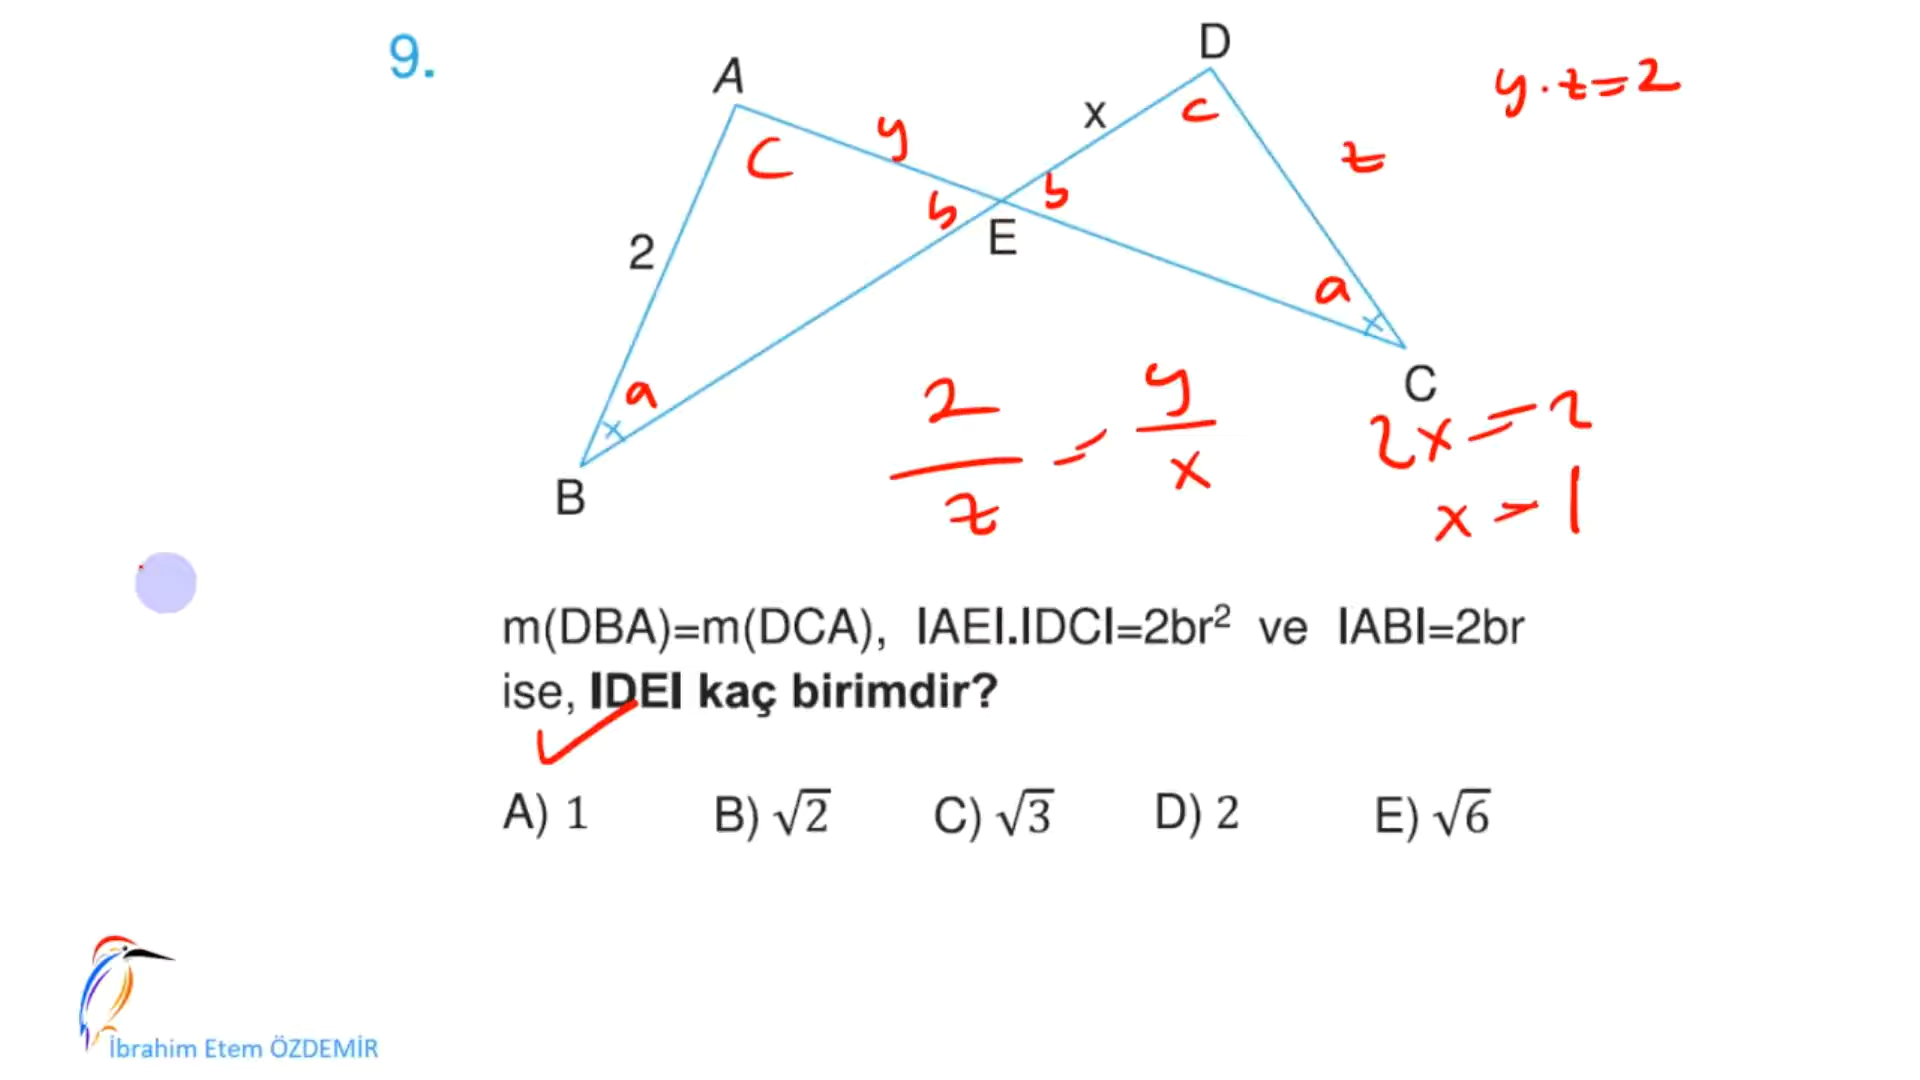 9.
A
D
y
x
c
y.z=2
C
z
b
b
2
E
a
a
C
B
2/z = y/x
2x=2
x=1
m(DBA)=m(DCA), IAEI.IDCI=2br² ve IABI=2br
ise, IDEI kaç birimdir?
A) 1 B) √2 C) √3 D) 2 E) √6
İbrahim Etem ÖZDEMİR